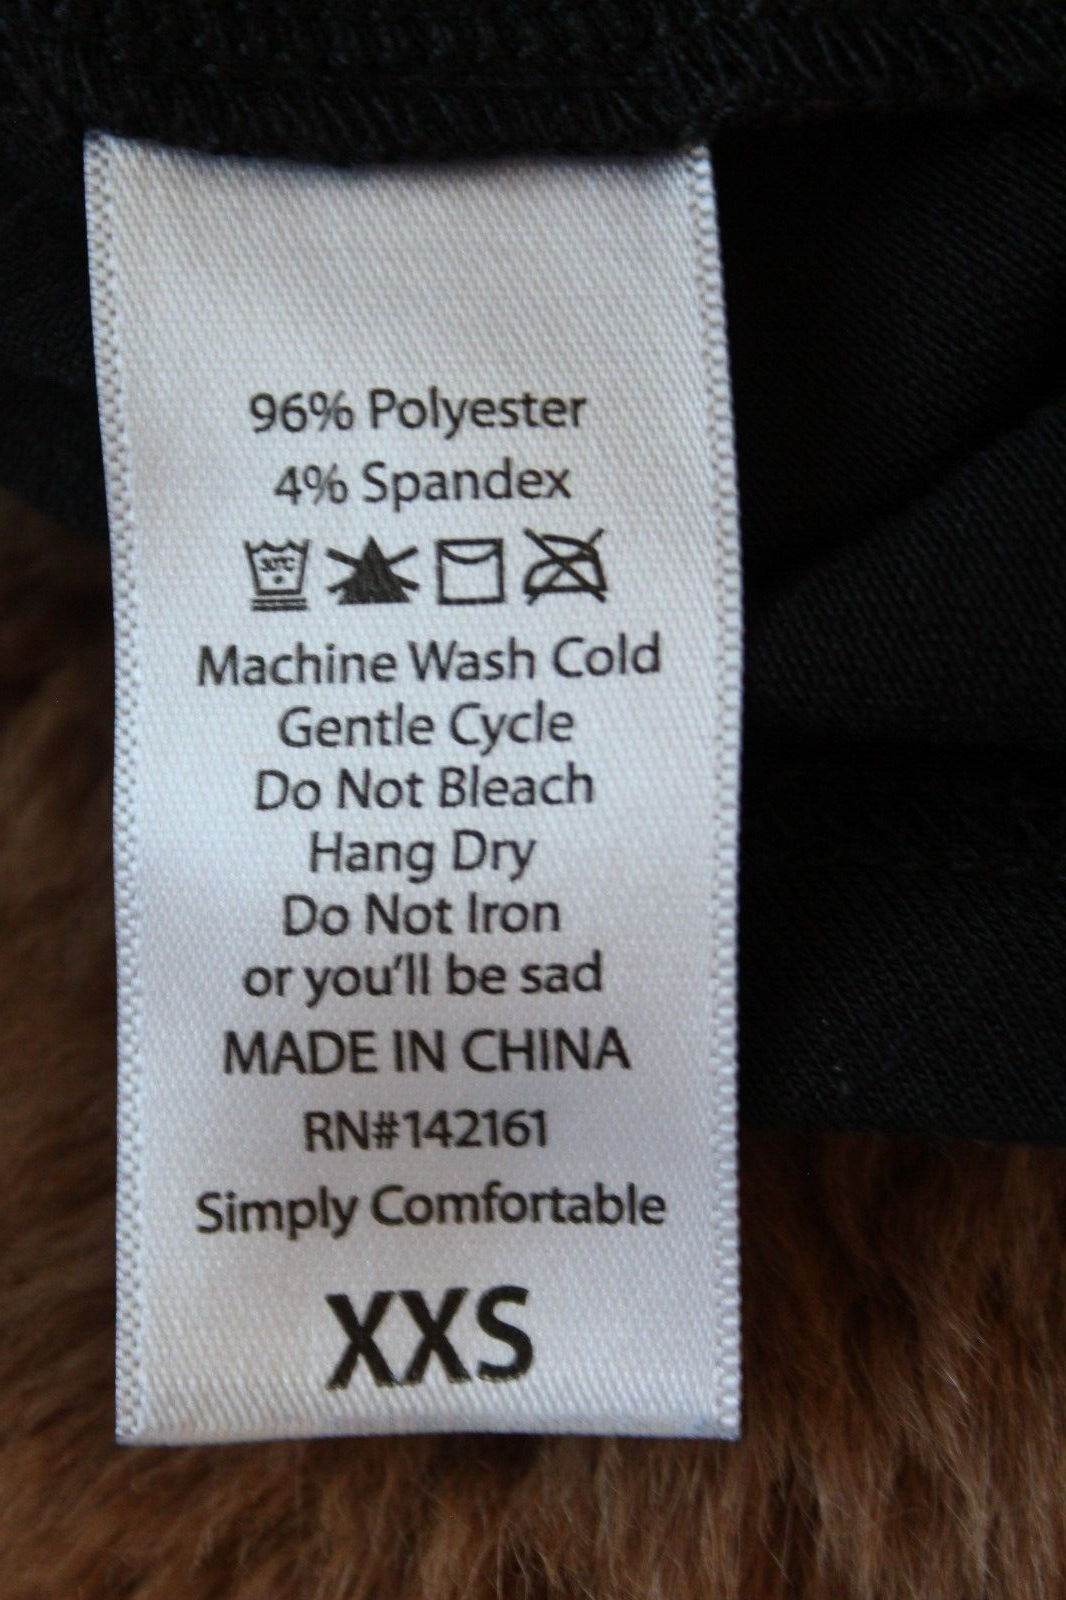 96% Polyester
4% Spandex
30°C
Machine Wash Cold
Gentle Cycle
Do Not Bleach
Hang Dry
Do Not Iron
or you'll be sad
MADE IN CHINA
RN#142161
Simply Comfortable
XXS